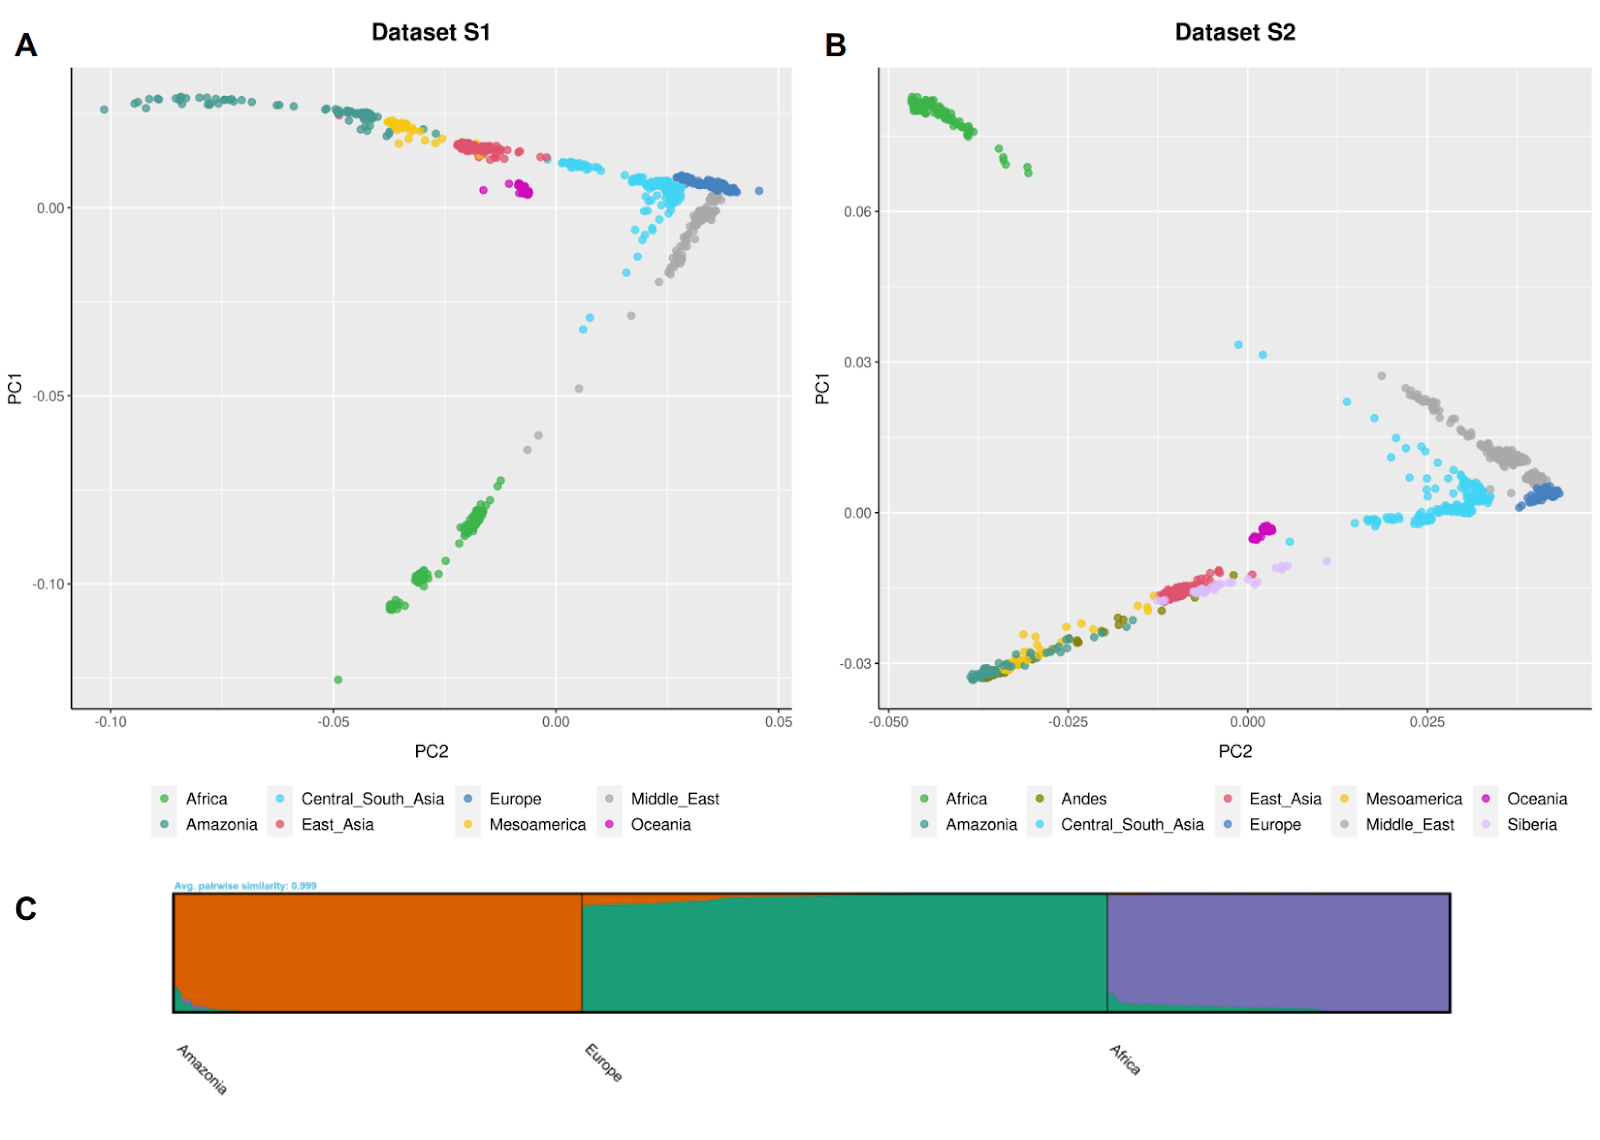 A
Dataset S1
PC1
0.00
-0.05
-0.10
-0.10
-0.05
0.00
0.05
PC2
Africa
Central_South_Asia
Europe
Middle_East
Amazonia
East_Asia
Mesoamerica
Oceania
B
Dataset S2
PC1
0.06
0.03
0.00
-0.03
-0.050
-0.025
0.000
0.025
PC2
Africa
Andes
East_Asia
Mesoamerica
Oceania
Amazonia
Central_South_Asia
Europe
Middle_East
Siberia
C
Avg. pairwise similarity: 0.999
Amazonia
Europe
Africa